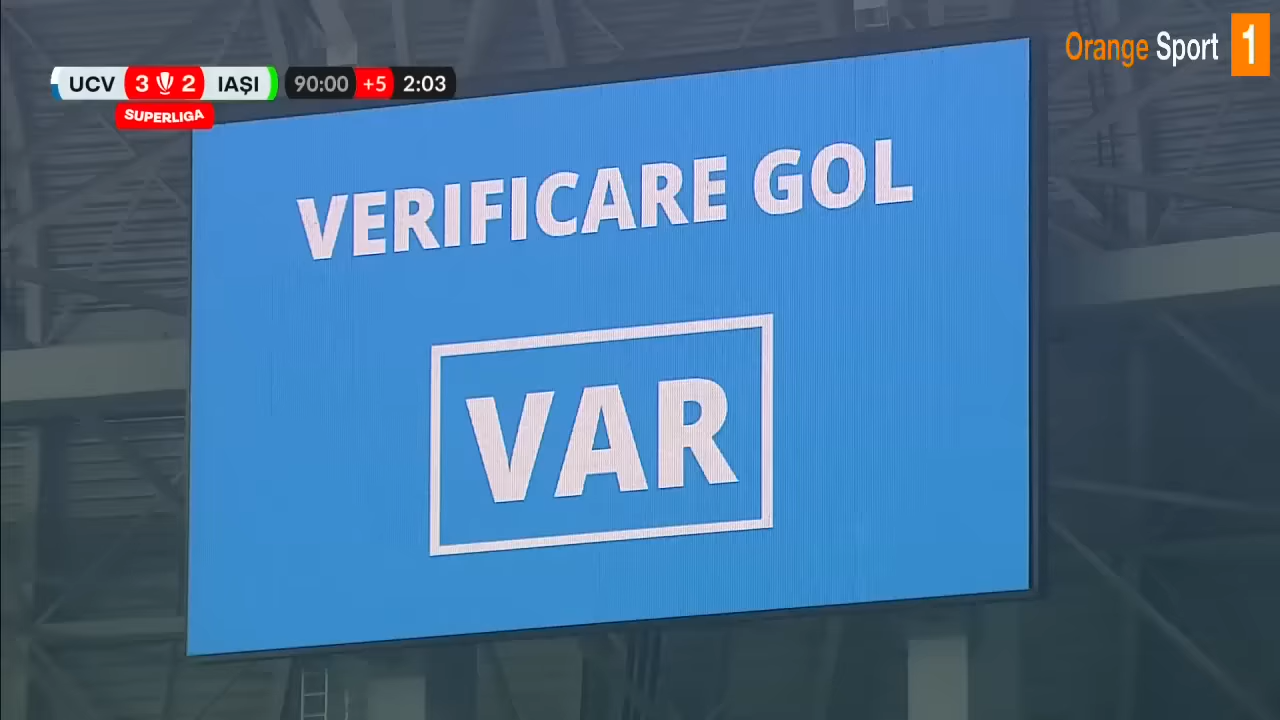 Orange Sport 1
UCV 3 2 IAȘI 90:00 +5 2:03
SUPERLIGA
VERIFICARE GOL
VAR